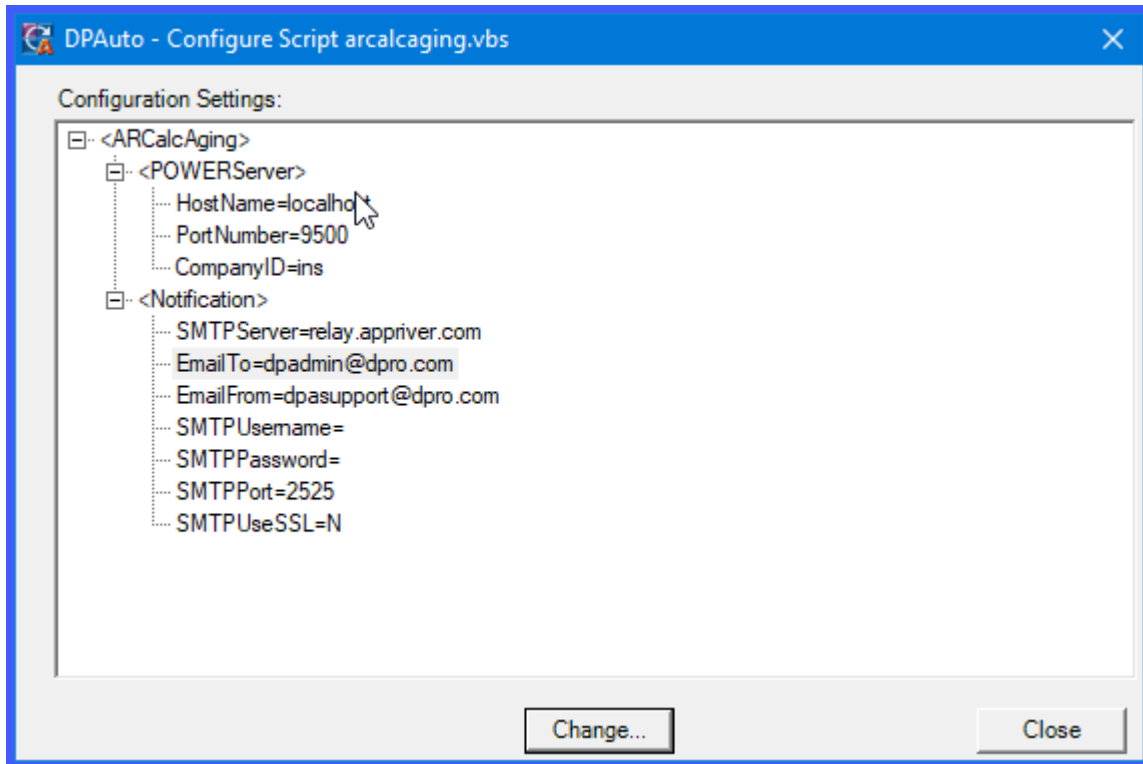 DPAuto - Configure Script arcalcaging.vbs
Configuration Settings:
<ARCalcAging>
<POWERServer>
HostName=localhost
PortNumber=9500
CompanyID=ins
<Notification>
SMTPServer=relay.appriver.com
EmailTo=dpadmin@dpro.com
EmailFrom=dpasupport@dpro.com
SMTPUsername=
SMTPPassword=
SMTPPort=2525
SMTPUseSSL=N
Change...
Close